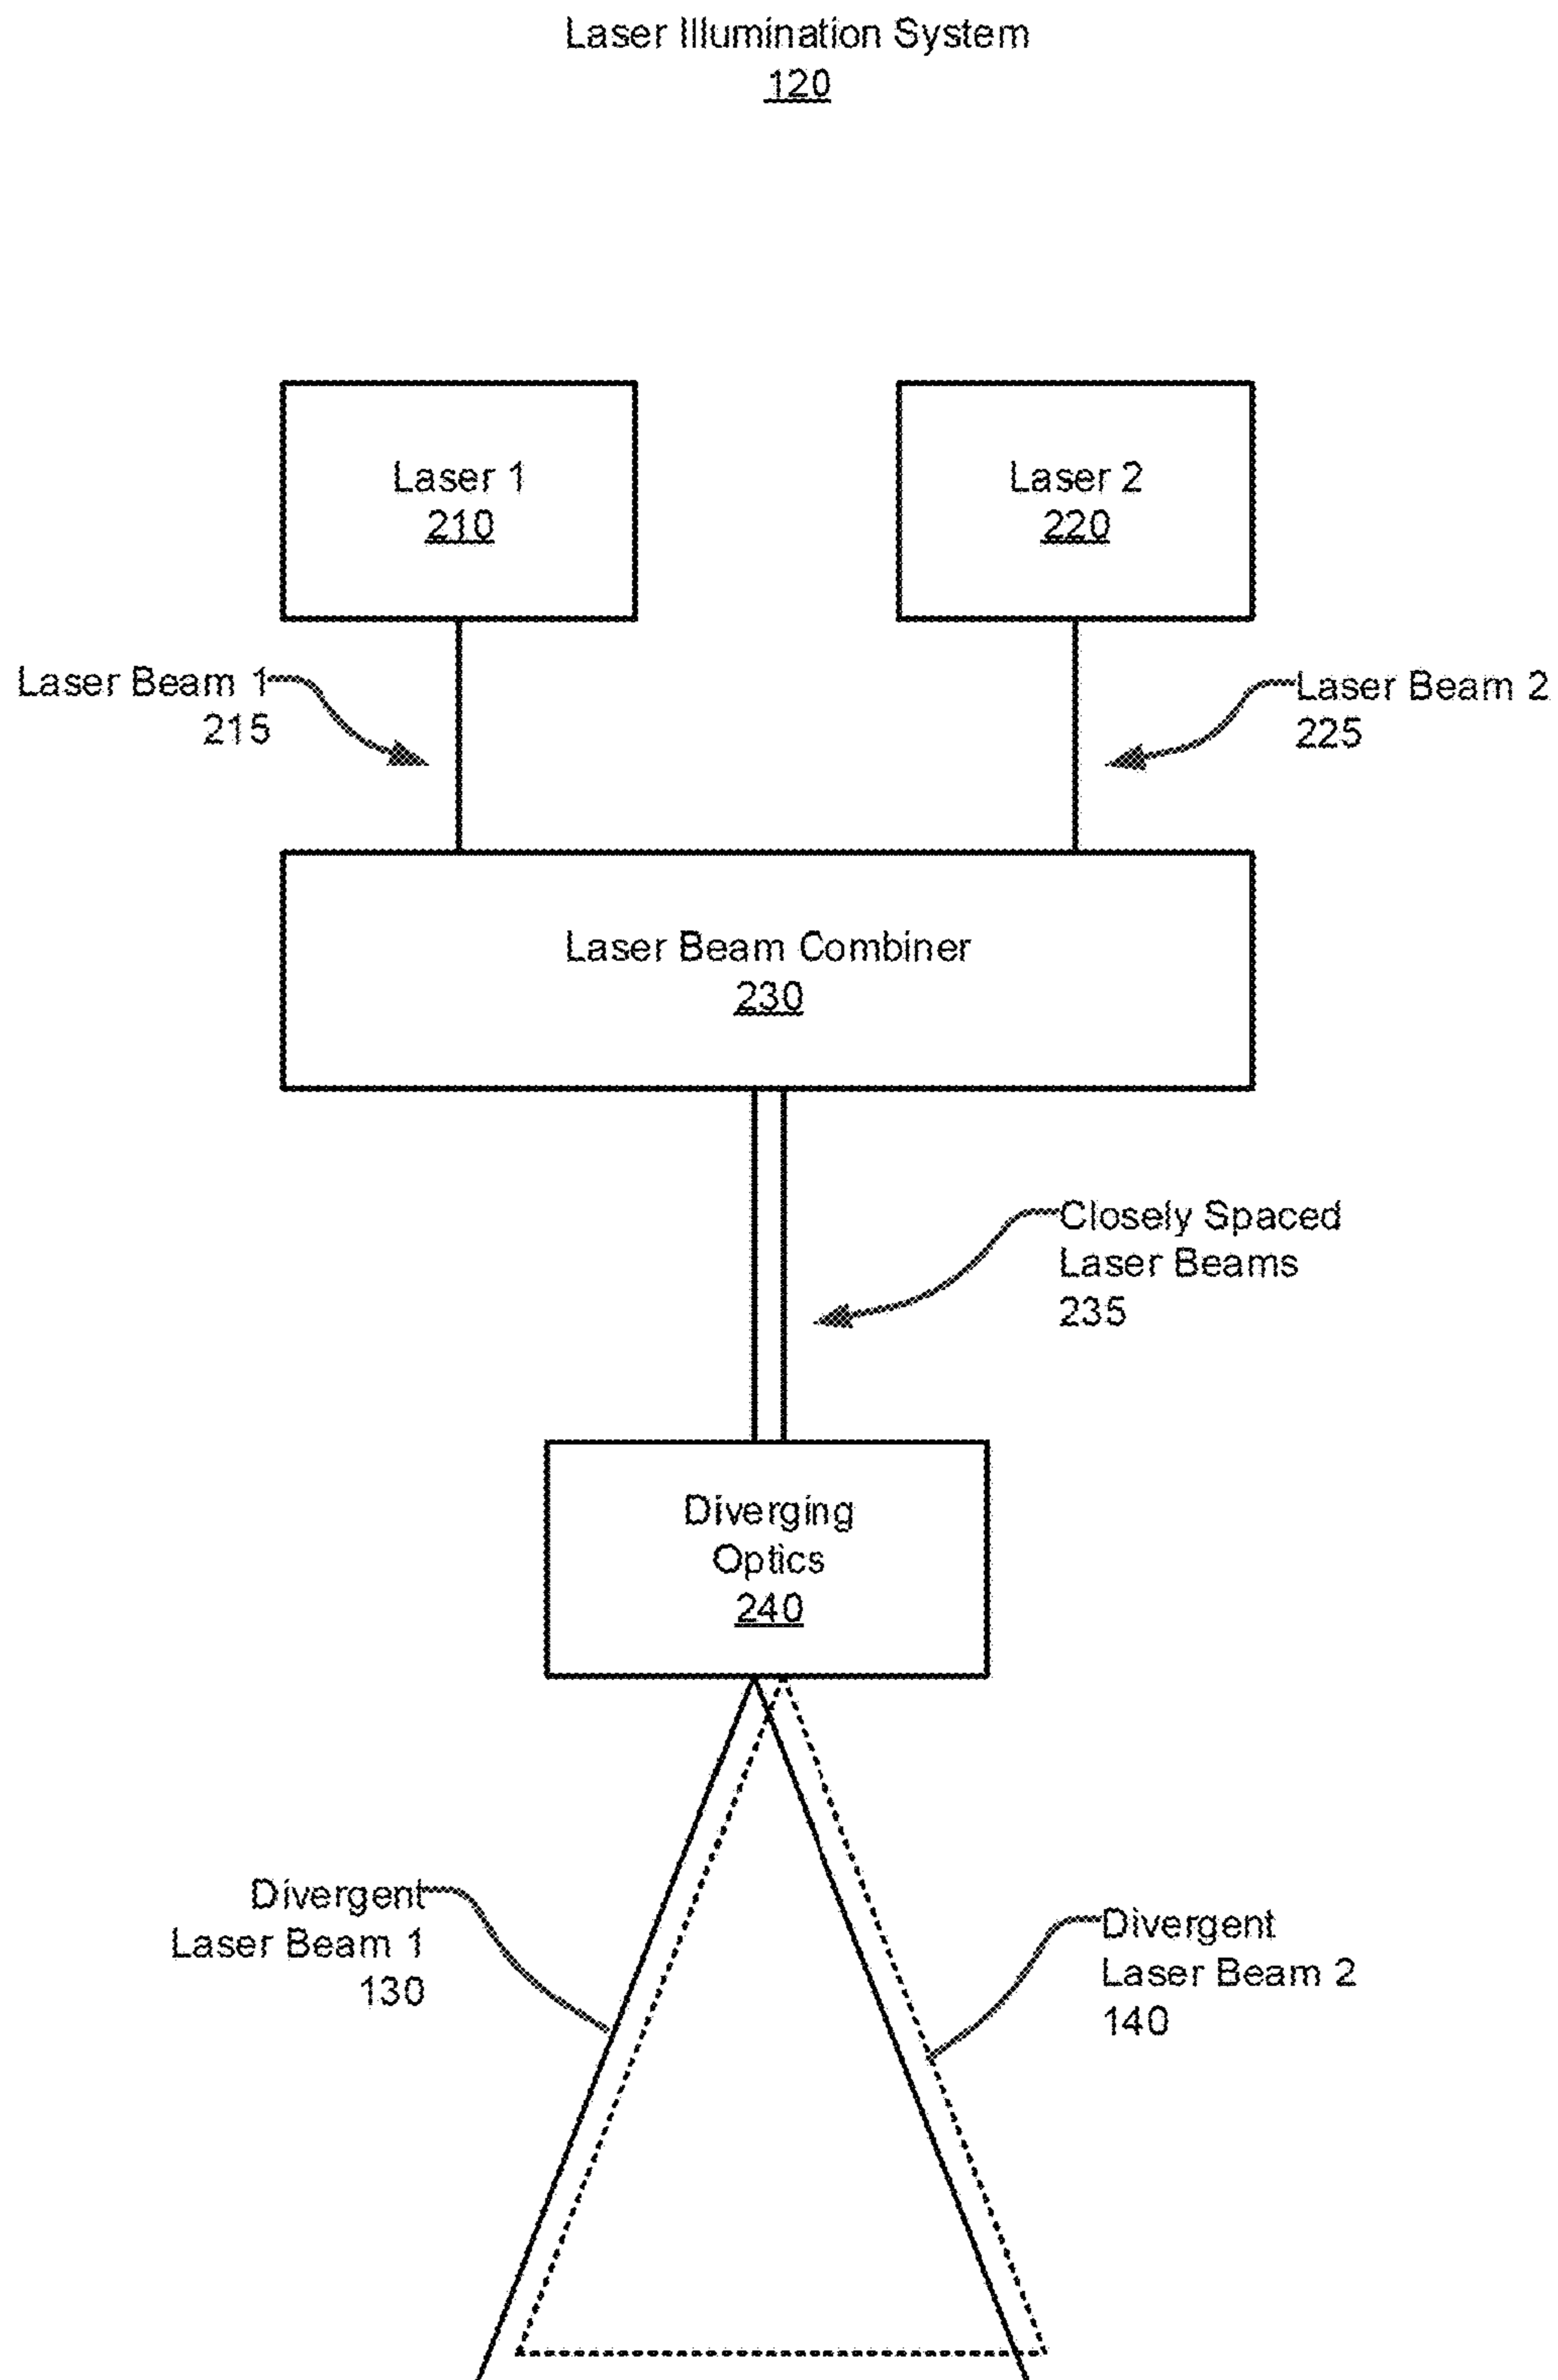 Laser Illumination System
120
Laser 1
210
Laser 2
220
Laser Beam 1
215
Laser Beam 2
225
Laser Beam Combiner
230
Closely Spaced
Laser Beams
235
Diverging
Optics
240
Divergent
Laser Beam 1
130
Divergent
Laser Beam 2
140